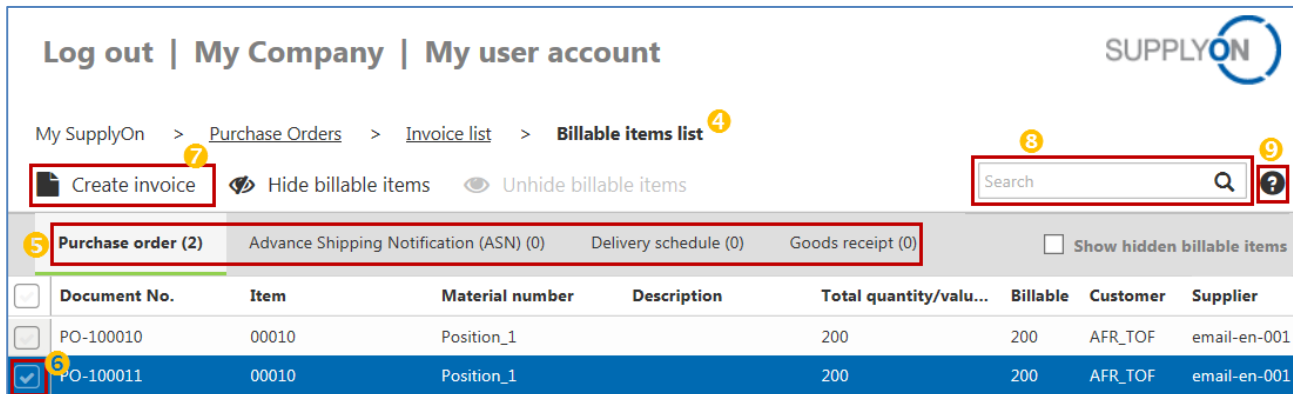 Log out | My Company | My user account
SUPPLYON
My SupplyOn > Purchase Orders > Invoice list > Billable items list 4
7 8 9
Create invoice Hide billable items Unhide billable items Search ?
5 Purchase order (2) Advance Shipping Notification (ASN) (0) Delivery schedule (0) Goods receipt (0) Show hidden billable items
Document No. Item Material number Description Total quantity/valu... Billable Customer Supplier
PO-100010 00010 Position_1 200 200 AFR_TOF email-en-001
6 PO-100011 00010 Position_1 200 200 AFR_TOF email-en-001